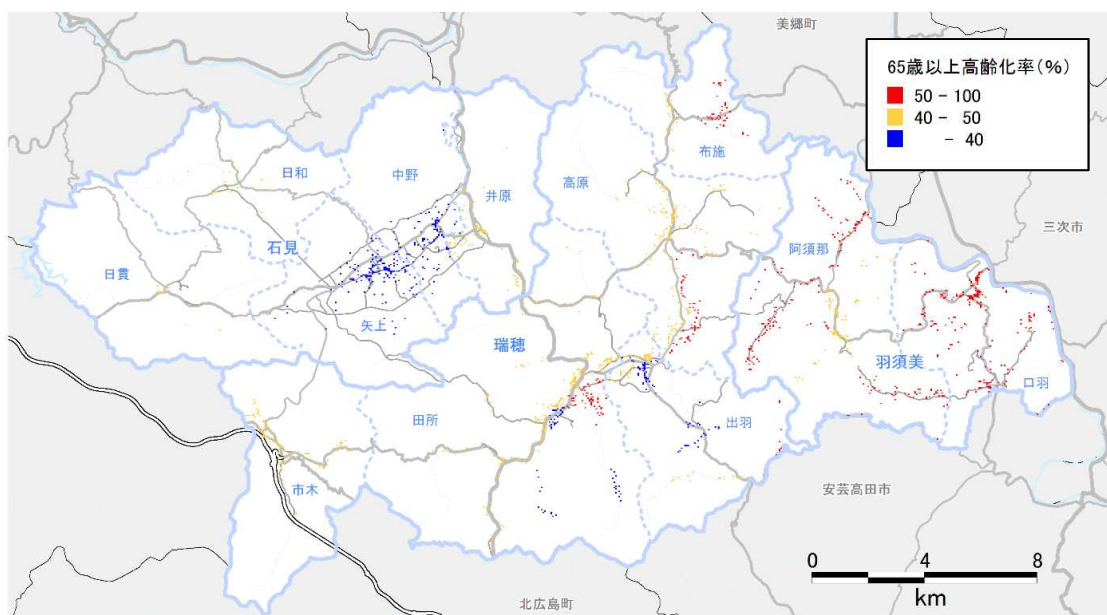 美郷町
65歳以上高齢化率(%)
50 - 100
40 - 50
- 40
布施
日和
中野
井原
高原
阿須那
三次市
石見
日貫
矢上
瑞穂
羽須美
口羽
田所
出羽
市木
安芸高田市
0 4 8
km
北広島町